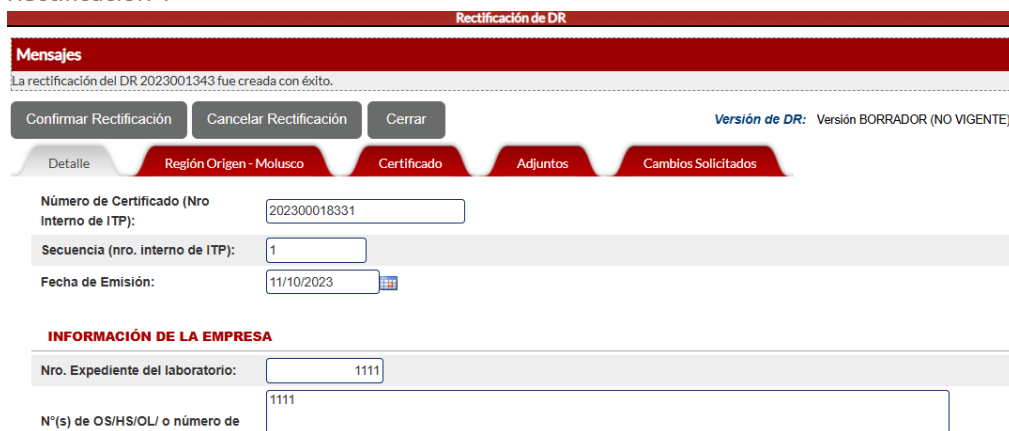 Rectificación de DR
Mensajes
La rectificación del DR 2023001343 fue creada con éxito.
Confirmar Rectificación Cancelar Rectificación Cerrar Versión de DR: Versión BORRADOR (NO VIGENTE)
Detalle Región Origen - Molusco Certificado Adjuntos Cambios Solicitados
Número de Certificado (Nro
Interno de ITP): 202300018331
Secuencia (nro. interno de ITP): 1
Fecha de Emisión: 11/10/2023
INFORMACIÓN DE LA EMPRESA
Nro. Expediente del laboratorio: 1111
1111
N°(s) de OS/HS/OL/ o número de